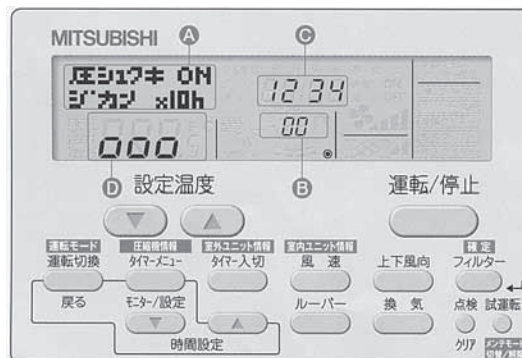 MITSUBISHI
A
C
圧シュクキ ON
ジカン x10h
1234
000
00
D
B
設定温度
運転/停止
▼
▲
運転モード
圧縮機情報
室外ユニット情報
室内ユニット情報
確定
運転切換
タイマーメニュー
タイマー入切
風速
上下風向
フィルター
戻る
モニター/設定
ルーバー
換気
点検
試運転
▼
▲
時間設定
クリア